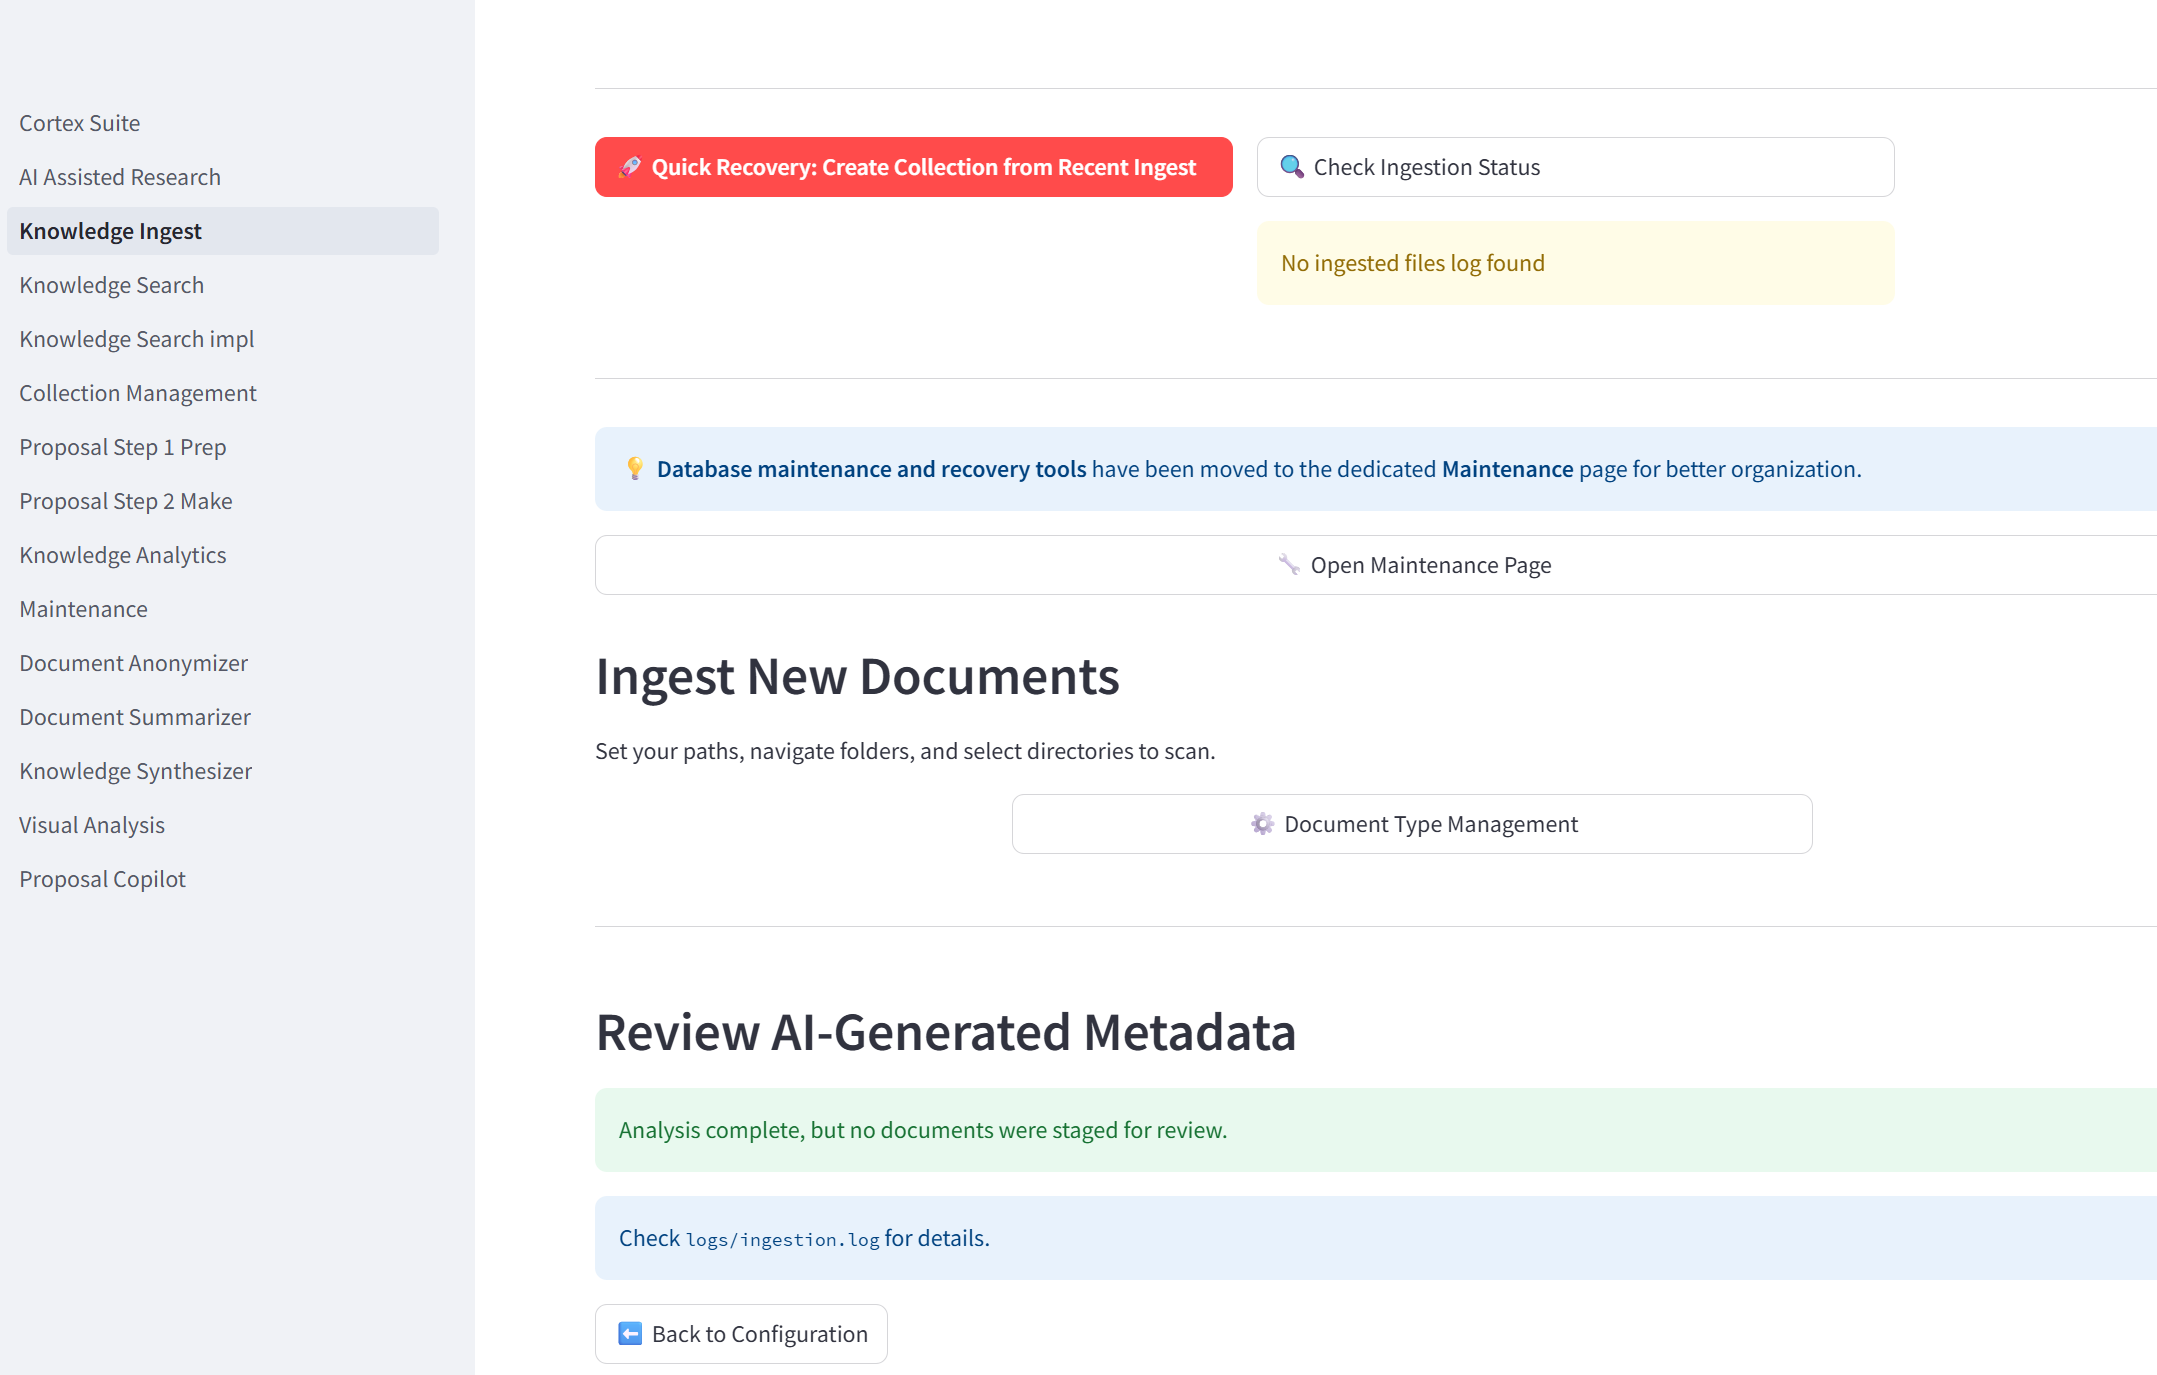 Cortex Suite
AI Assisted Research
Knowledge Ingest
Knowledge Search
Knowledge Search impl
Collection Management
Proposal Step 1 Prep
Proposal Step 2 Make
Knowledge Analytics
Maintenance
Document Anonymizer
Document Summarizer
Knowledge Synthesizer
Visual Analysis
Proposal Copilot
Quick Recovery: Create Collection from Recent Ingest
Check Ingestion Status
No ingested files log found
Database maintenance and recovery tools have been moved to the dedicated Maintenance page for better organization.
Open Maintenance Page
Ingest New Documents
Set your paths, navigate folders, and select directories to scan.
Document Type Management
Review AI-Generated Metadata
Analysis complete, but no documents were staged for review.
Check logs/ingestion.log for details.
Back to Configuration